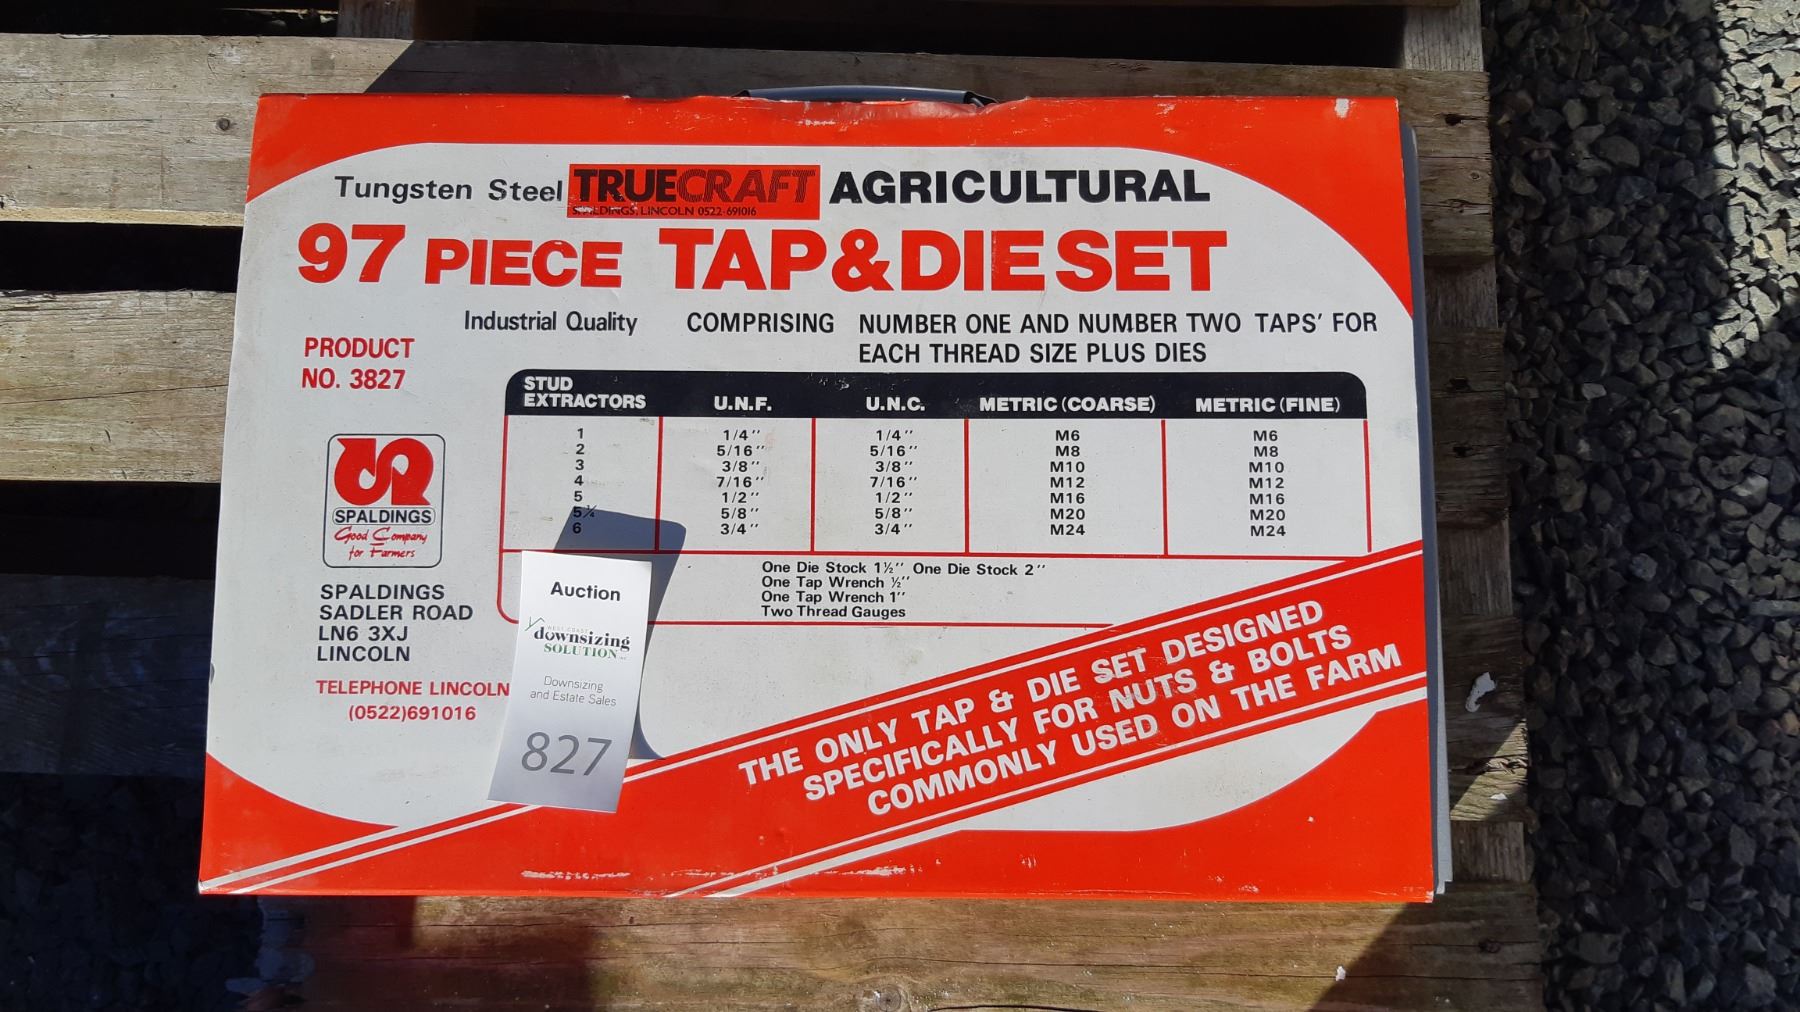 Tungsten Steel TRUECRAFT AGRICULTURAL
SPALDINGS, LINCOLN 0522-691016
97 PIECE TAP & DIE SET
Industrial Quality COMPRISING NUMBER ONE AND NUMBER TWO TAPS' FOR
EACH THREAD SIZE PLUS DIES
PRODUCT
NO. 3827
STUD
EXTRACTORS U.N.F. U.N.C. METRIC (COARSE) METRIC (FINE)
1 1/4" 1/4" M6 M6
2 5/16" 5/16" M8 M8
3 3/8" 3/8" M10 M10
4 7/16" 7/16" M12 M12
5 1/2" 1/2" M16 M16
5¼ 5/8" 5/8" M20 M20
6 3/4" 3/4" M24 M24
One Die Stock 1½" One Die Stock 2"
One Tap Wrench ½"
One Tap Wrench 1"
Two Thread Gauges
SPALDINGS
Good Company
for Farmers
SPALDINGS
SADLER ROAD
LN6 3XJ
LINCOLN
TELEPHONE LINCOLN
(0522)691016
Auction
WEST COAST
downsizing
SOLUTION
Downsizing
and Estate Sales
827
THE ONLY TAP & DIE SET DESIGNED
SPECIFICALLY FOR NUTS & BOLTS
COMMONLY USED ON THE FARM